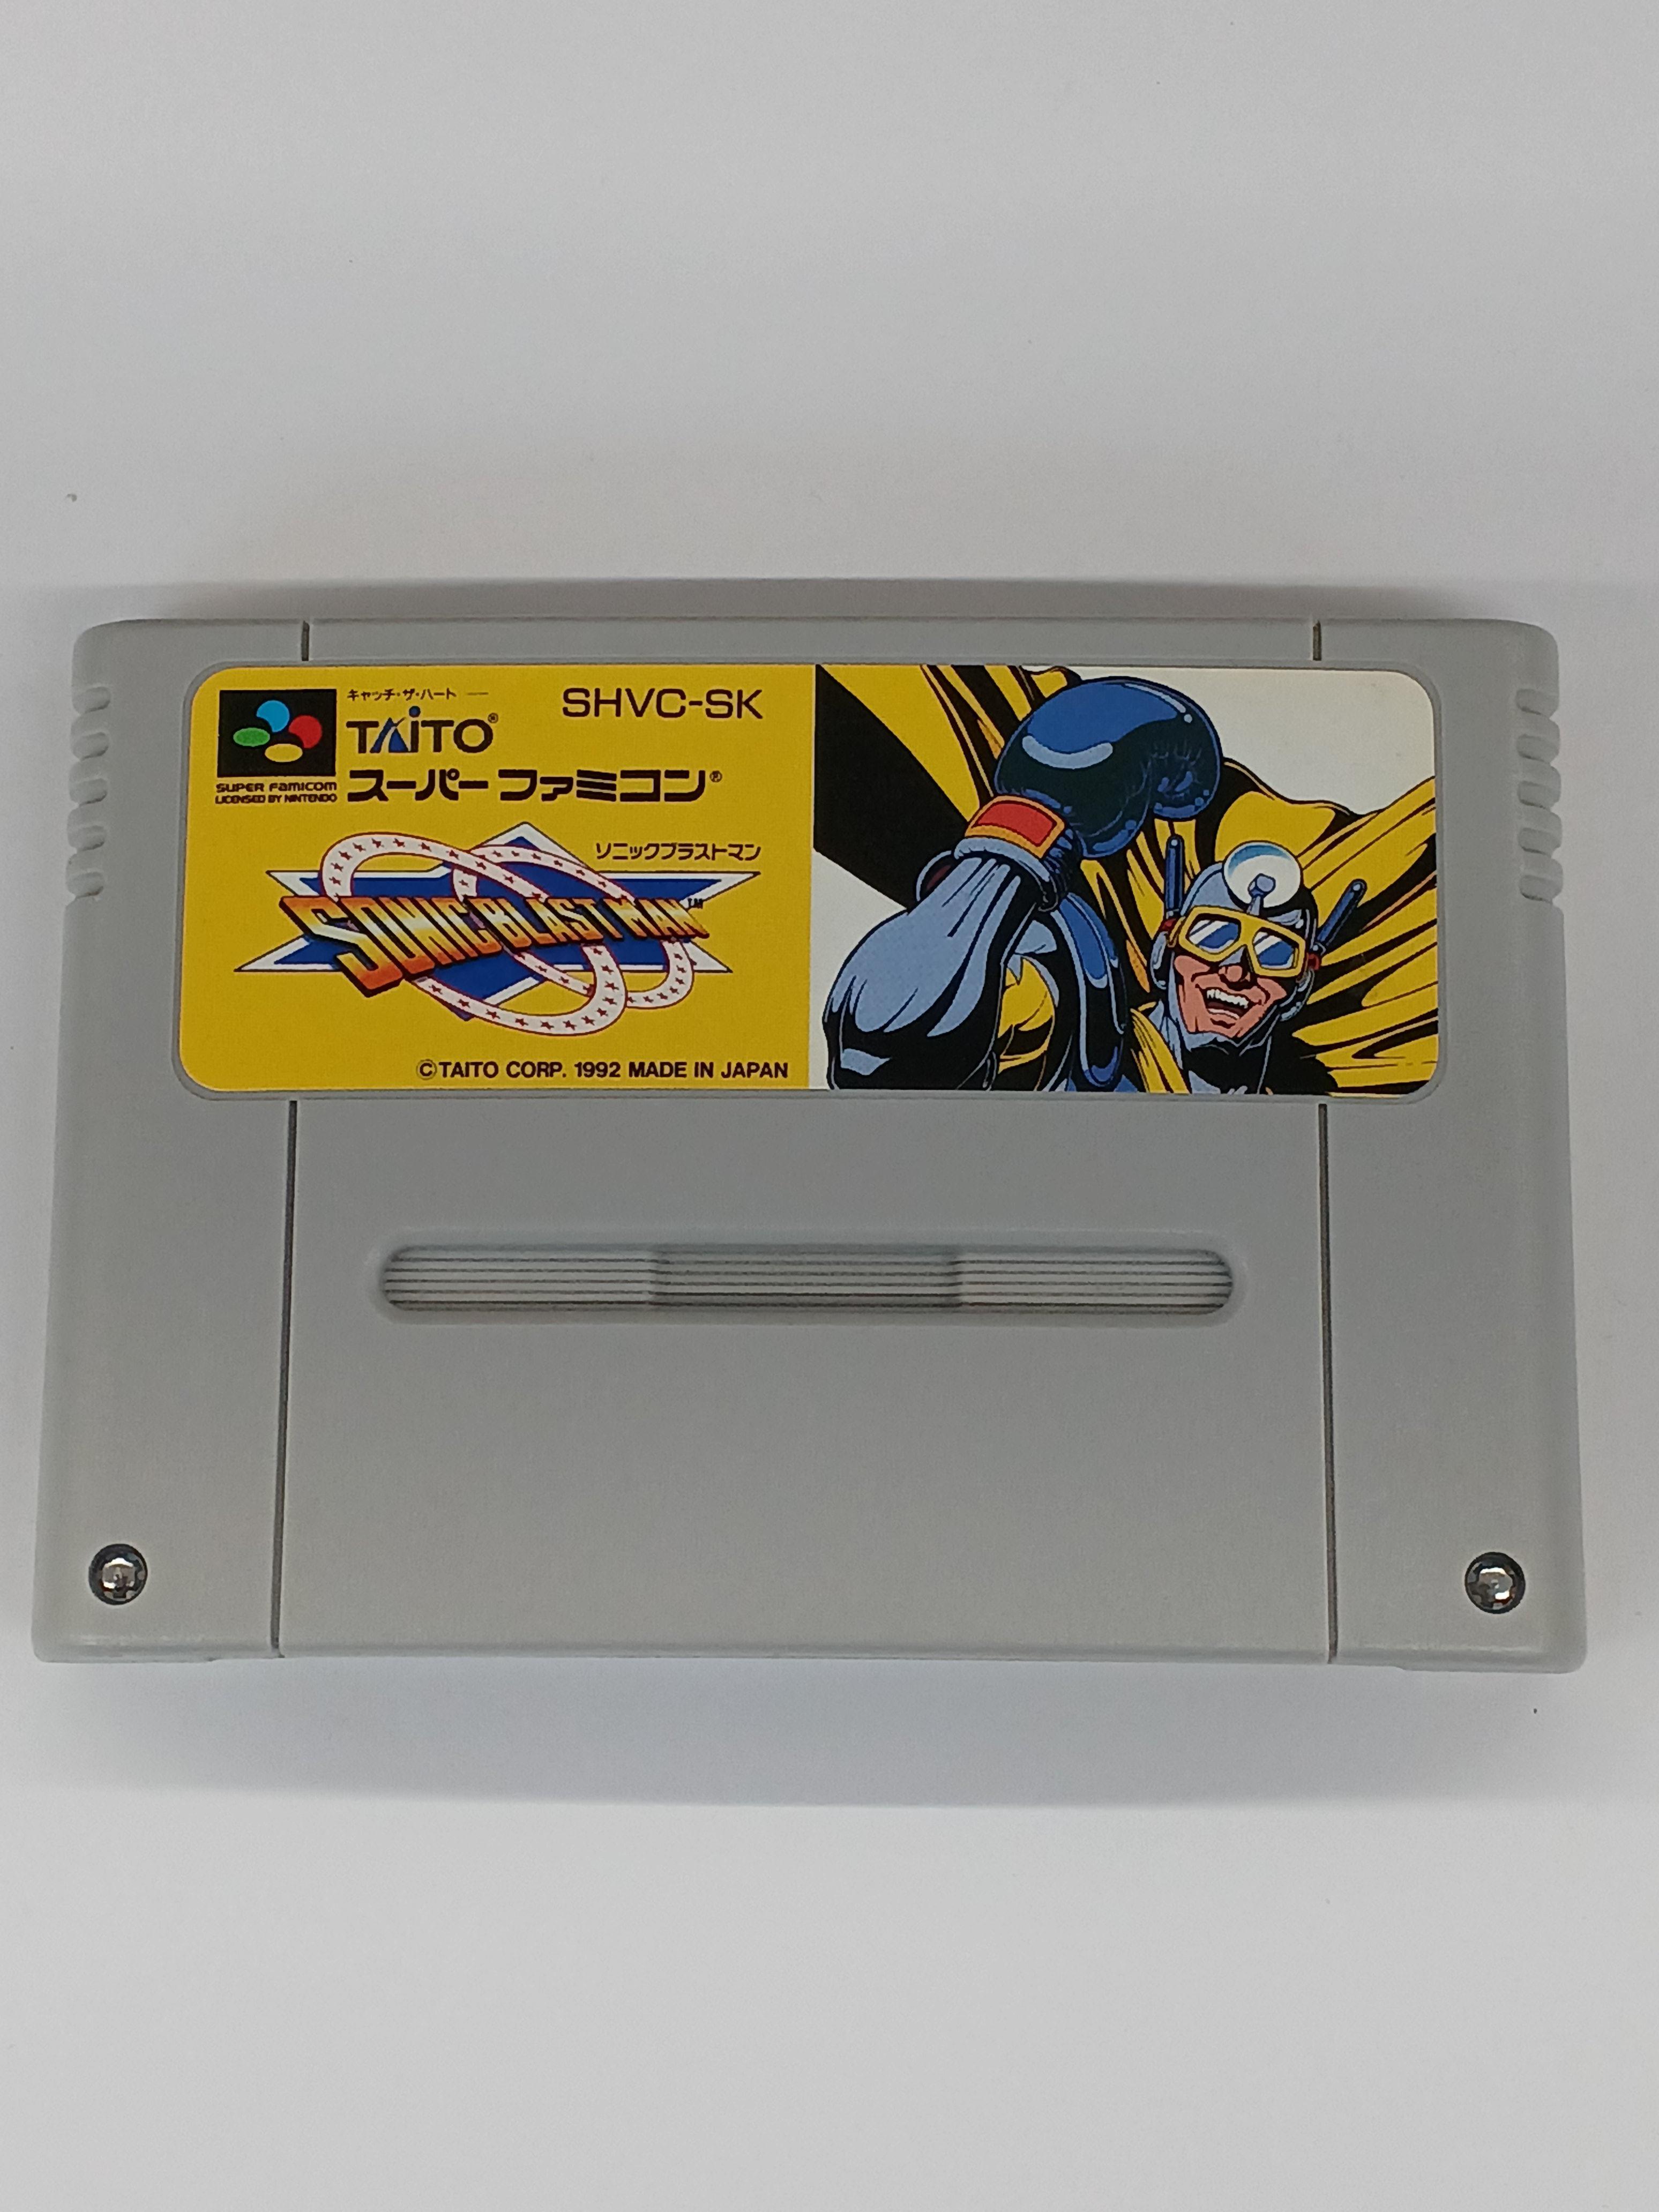 キャッチ・ザ・ハート
TAITO®
SHVC-SK
SUPER FAMICOM
LICENSED BY NINTENDO
スーパーファミコン®
ソニックブラストマン
SONIC BLAST MAN™
©TAITO CORP. 1992 MADE IN JAPAN